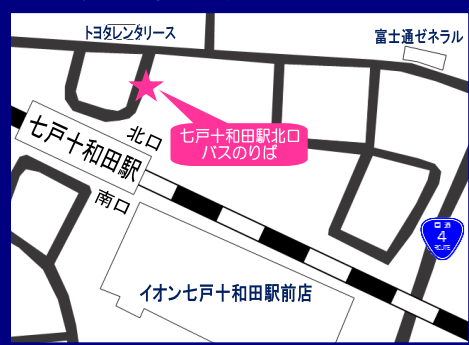 トヨタレンタリース
富士通ゼネラル
七戸十和田駅北口
バスのりば
北口
七戸十和田駅
南口
国道
4
ROUTE
イオン七戸十和田駅前店